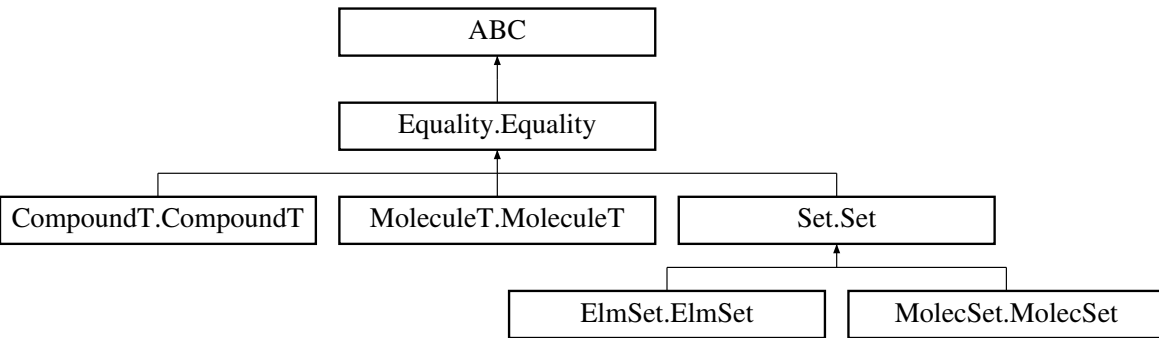 ABC
Equality.Equality
CompoundT.CompoundT
MoleculeT.MoleculeT
Set.Set
ElmSet.ElmSet
MolecSet.MolecSet